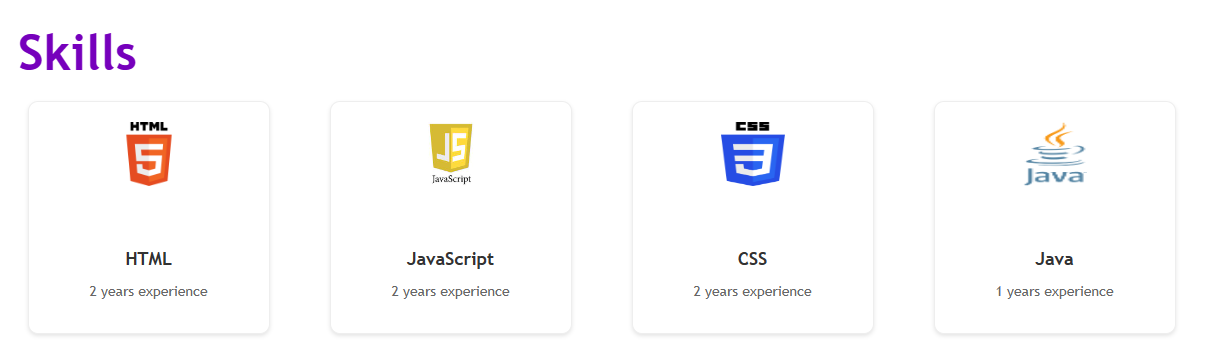 Skills
HTML
5
HTML
2 years experience
JS
JavaScript
JavaScript
2 years experience
CSS
3
CSS
2 years experience
Java
Java
1 years experience